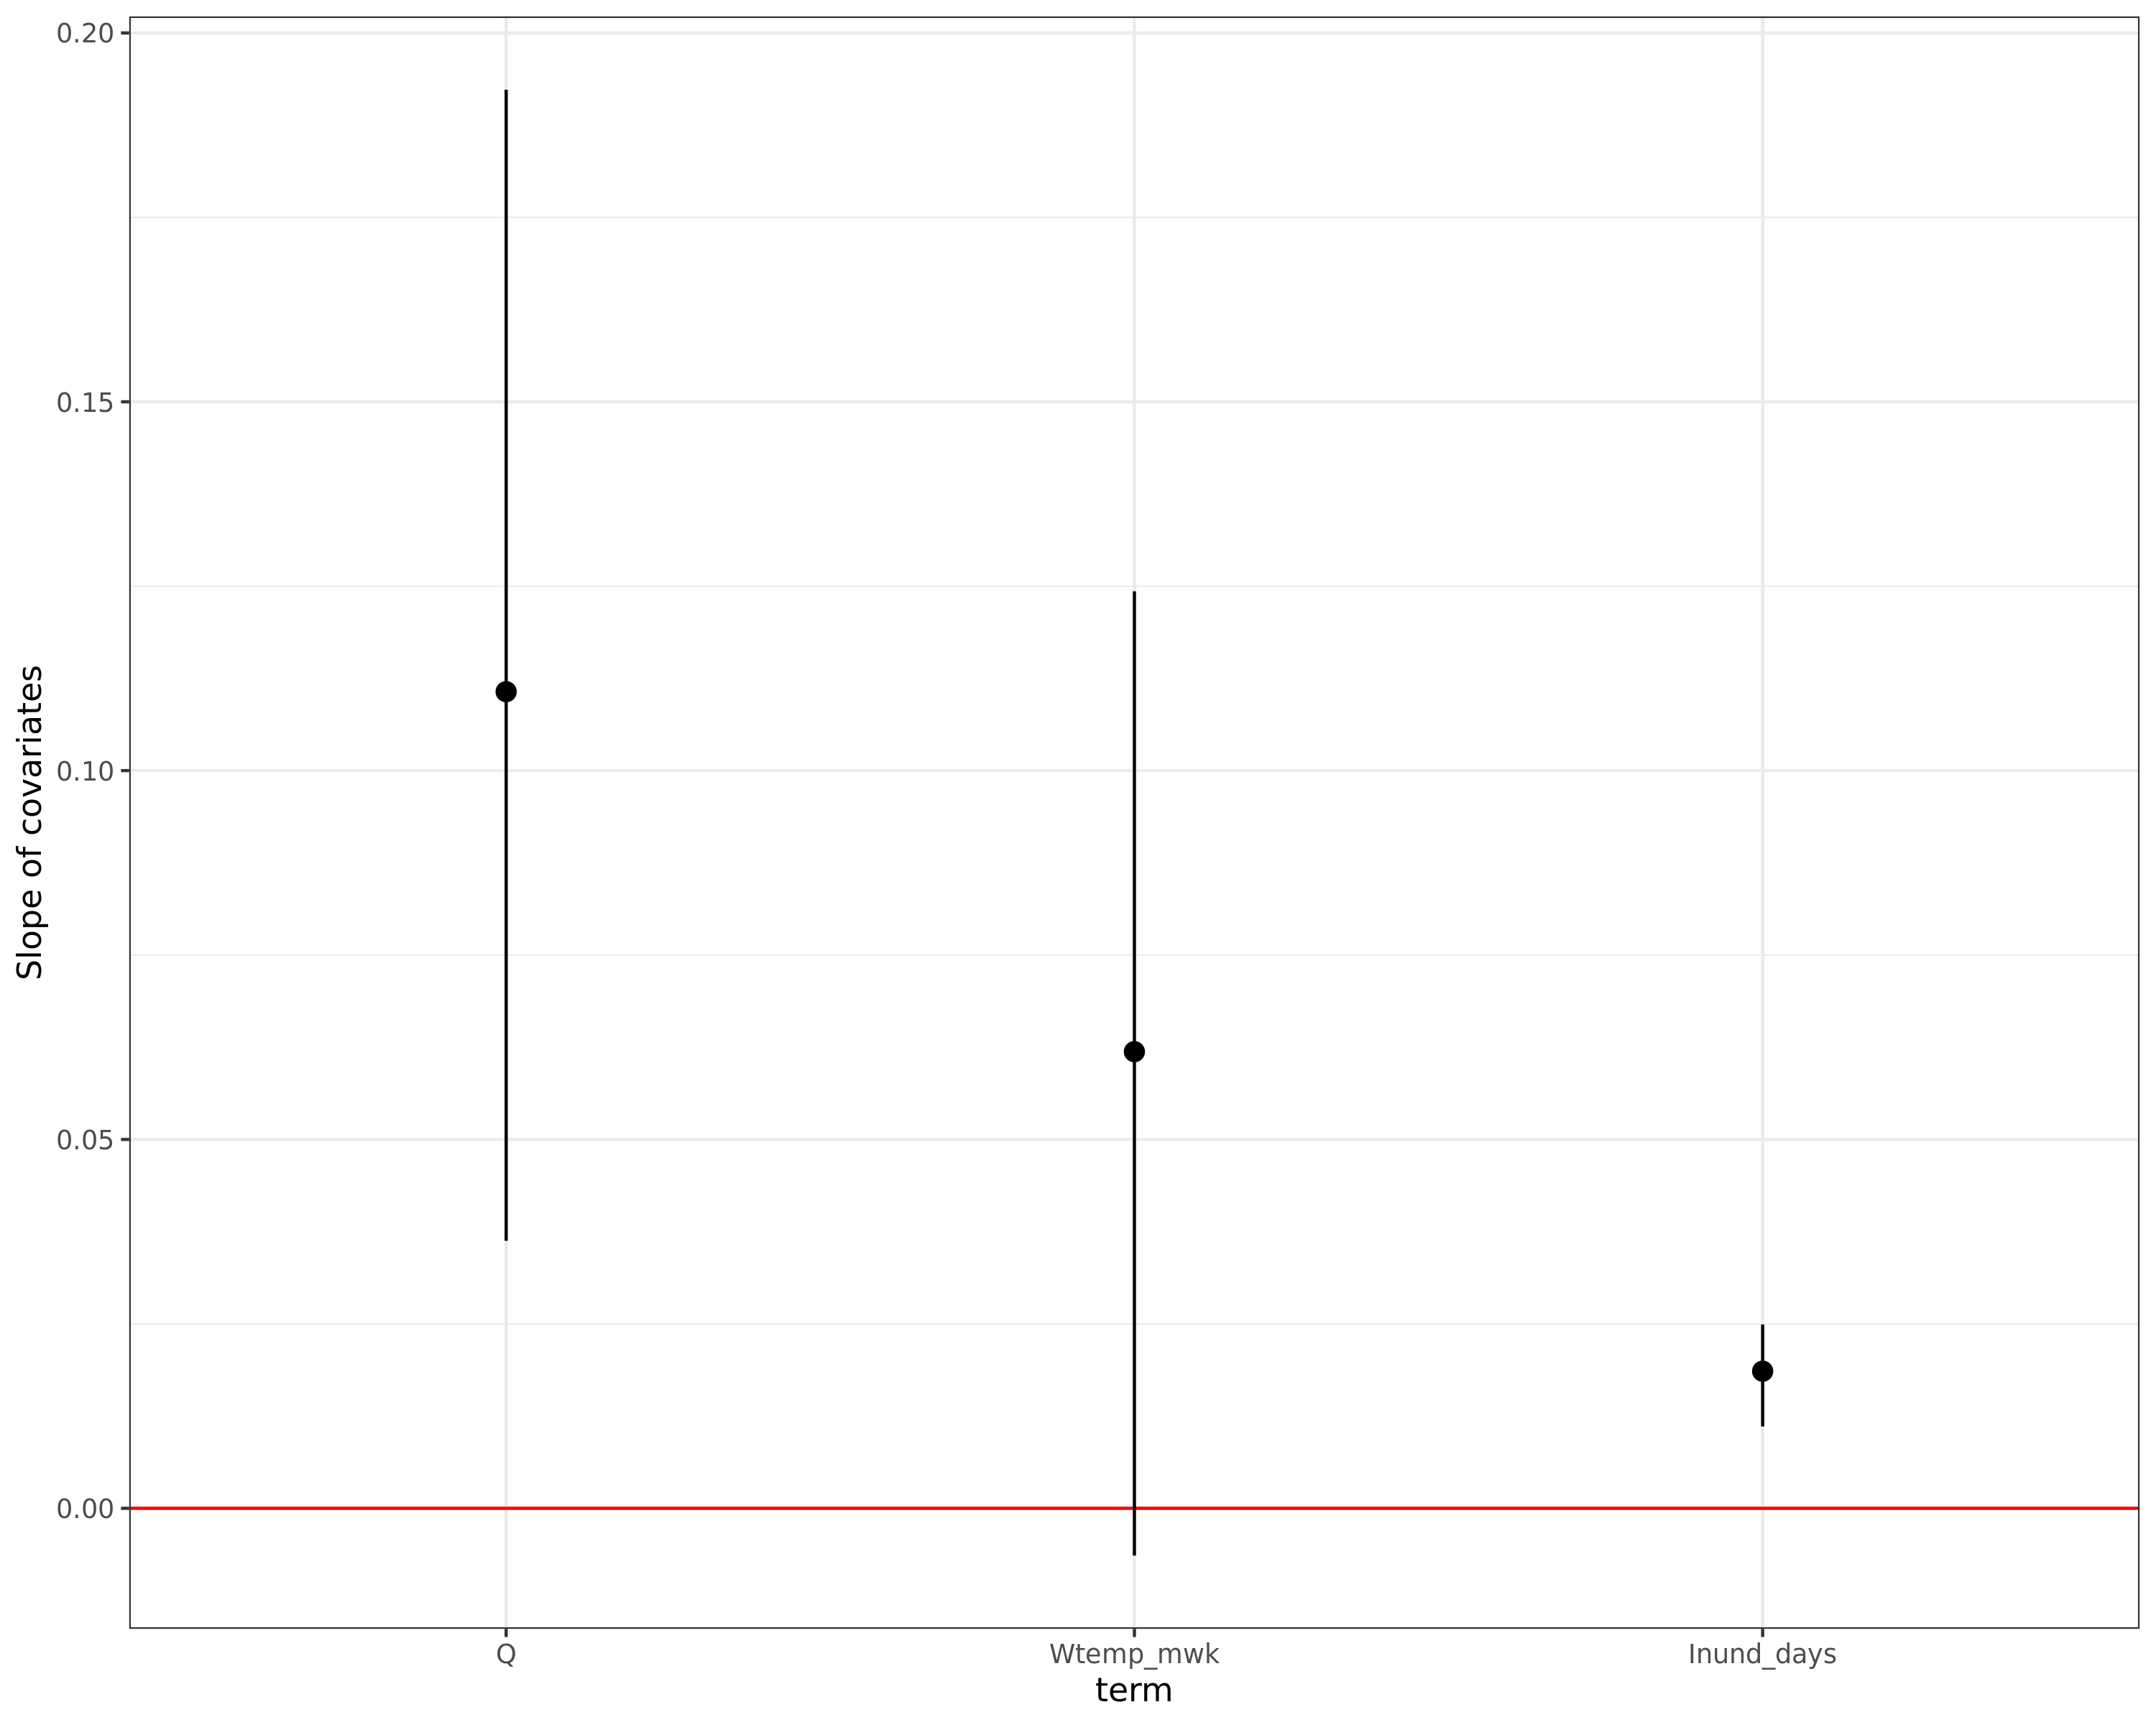 Slope of covariates
0.20
0.15
0.10
0.05
0.00
Q Wtemp_mwk Inund_days
term